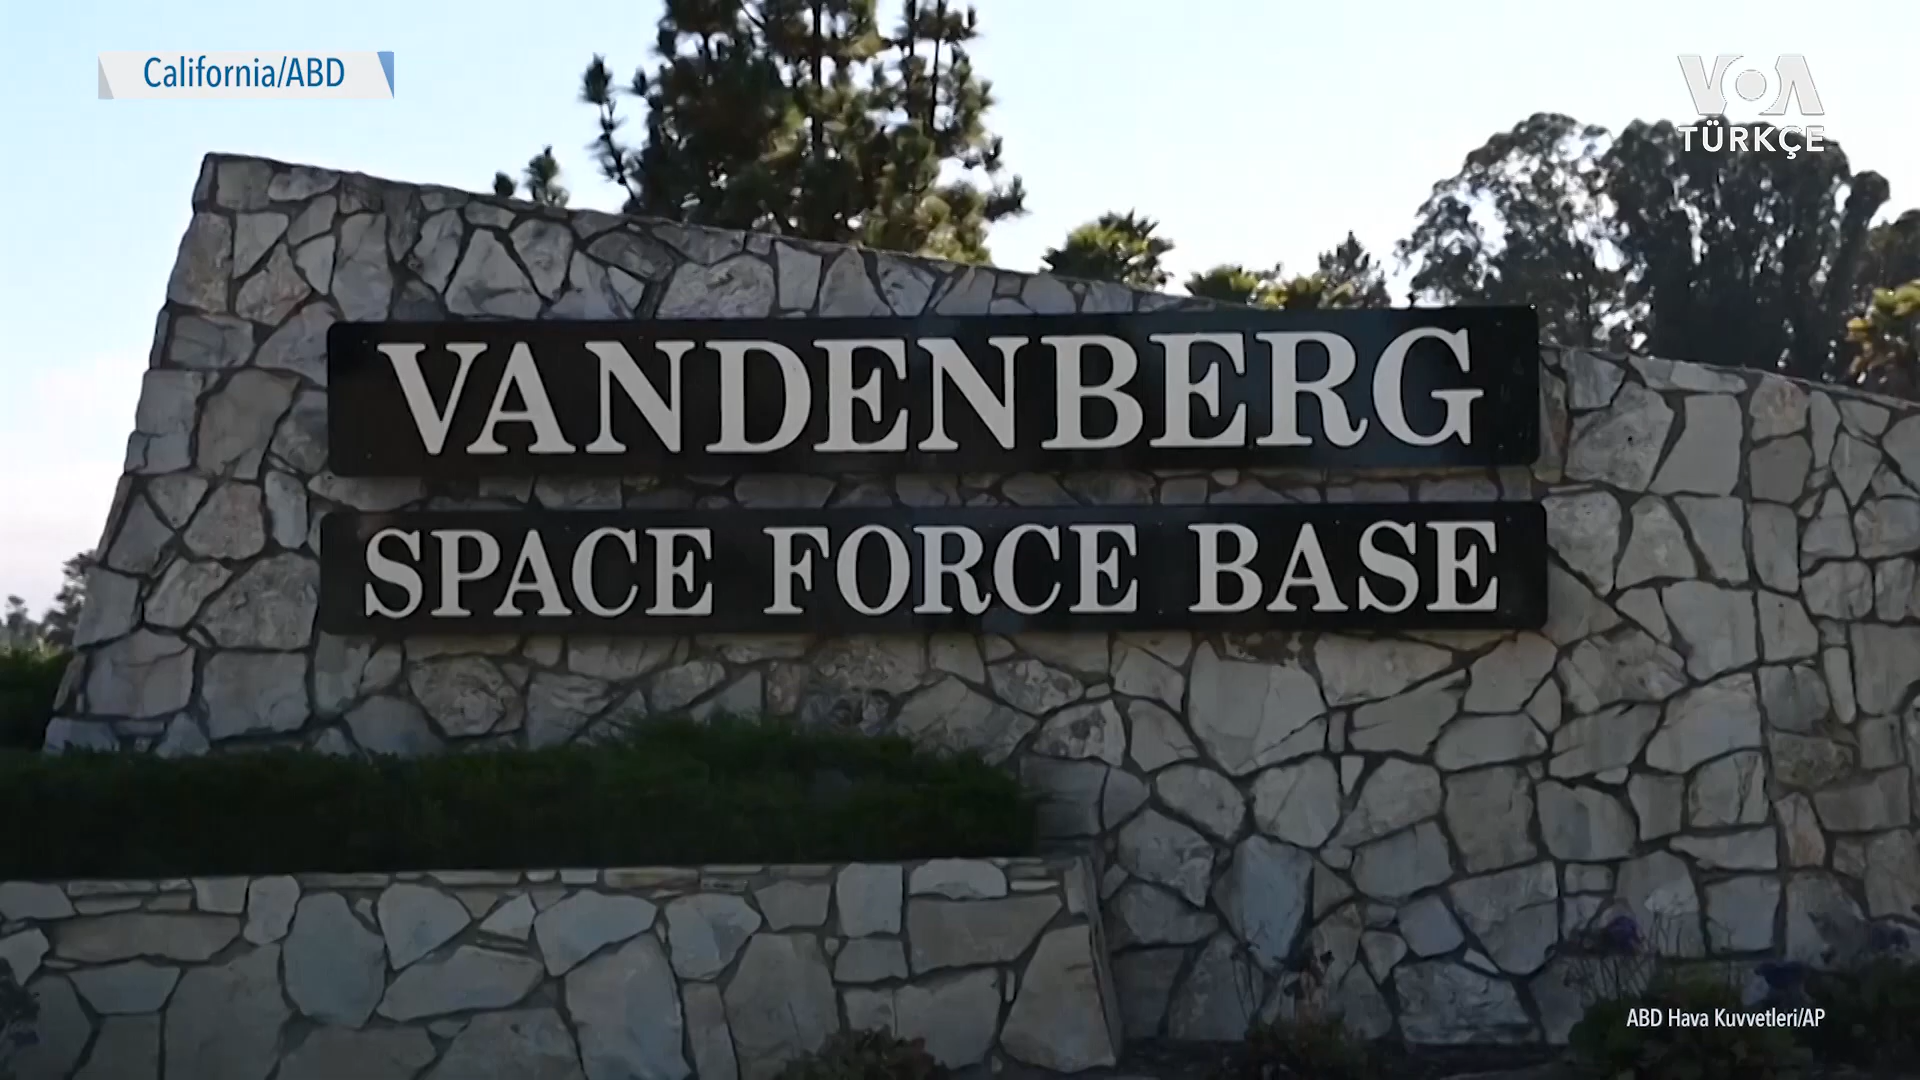 California/ABD
VOA
TÜRKÇE
VANDENBERG
SPACE FORCE BASE
ABD Hava Kuvvetleri/AP